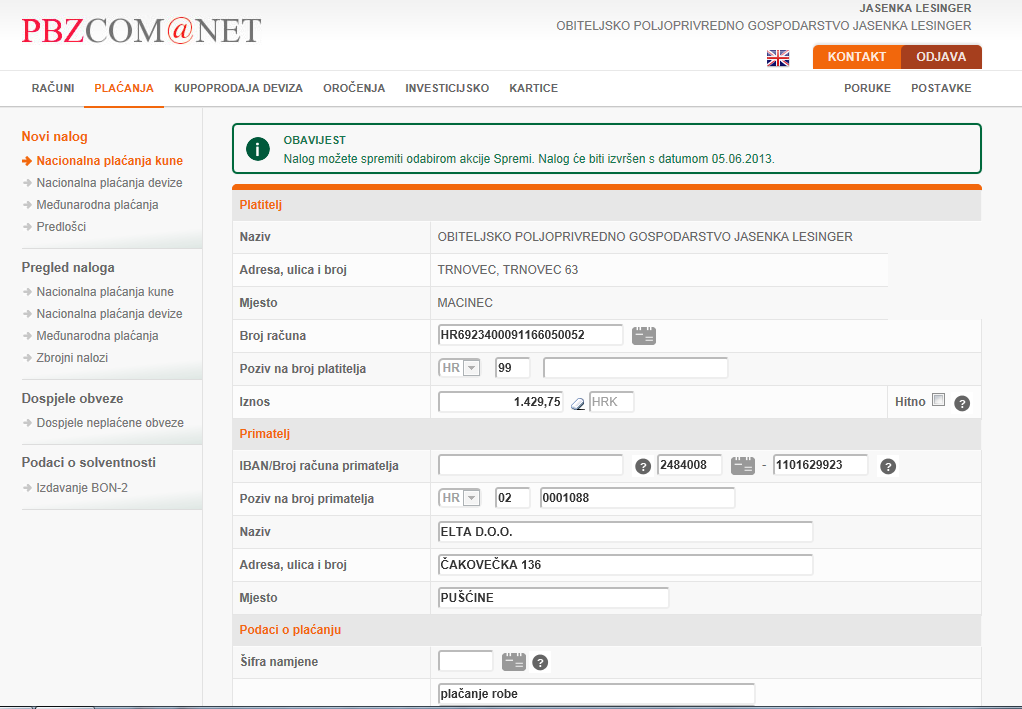 JASENKA LESINGER
PBZCOM@NET
OBITELJSKO POLJOPRIVREDNO GOSPODARSTVO JASENKA LESINGER
KONTAKT ODJAVA
RAČUNI PLAĆANJA KUPOPRODAJA DEVIZA OROČENJA INVESTICIJSKO KARTICE PORUKE POSTAVKE
Novi nalog
Nacionalna plaćanja kune
Nacionalna plaćanja devize
Međunarodna plaćanja
Predlošci
Pregled naloga
Nacionalna plaćanja kune
Nacionalna plaćanja devize
Međunarodna plaćanja
Zbrojni nalozi
Dospjele obveze
Dospjele neplaćene obveze
Podaci o solventnosti
Izdavanje BON-2
i OBAVIJEST
Nalog možete spremiti odabirom akcije Spremi. Nalog će biti izvršen s datumom 05.06.2013.
Platitelj
Naziv OBITELJSKO POLJOPRIVREDNO GOSPODARSTVO JASENKA LESINGER
Adresa, ulica i broj TRNOVEC, TRNOVEC 63
Mjesto MACINEC
Broj računa HR6923400091166050052
Poziv na broj platitelja HR 99
Iznos 1.429,75 HRK Hitno ?
Primatelj
IBAN/Broj računa primatelja ? 2484008 - 1101629923 ?
Poziv na broj primatelja HR 02 0001088
Naziv ELTA D.O.O.
Adresa, ulica i broj ČAKOVEČKA 136
Mjesto PUŠĆINE
Podaci o plaćanju
Šifra namjene ?
plačanje robe